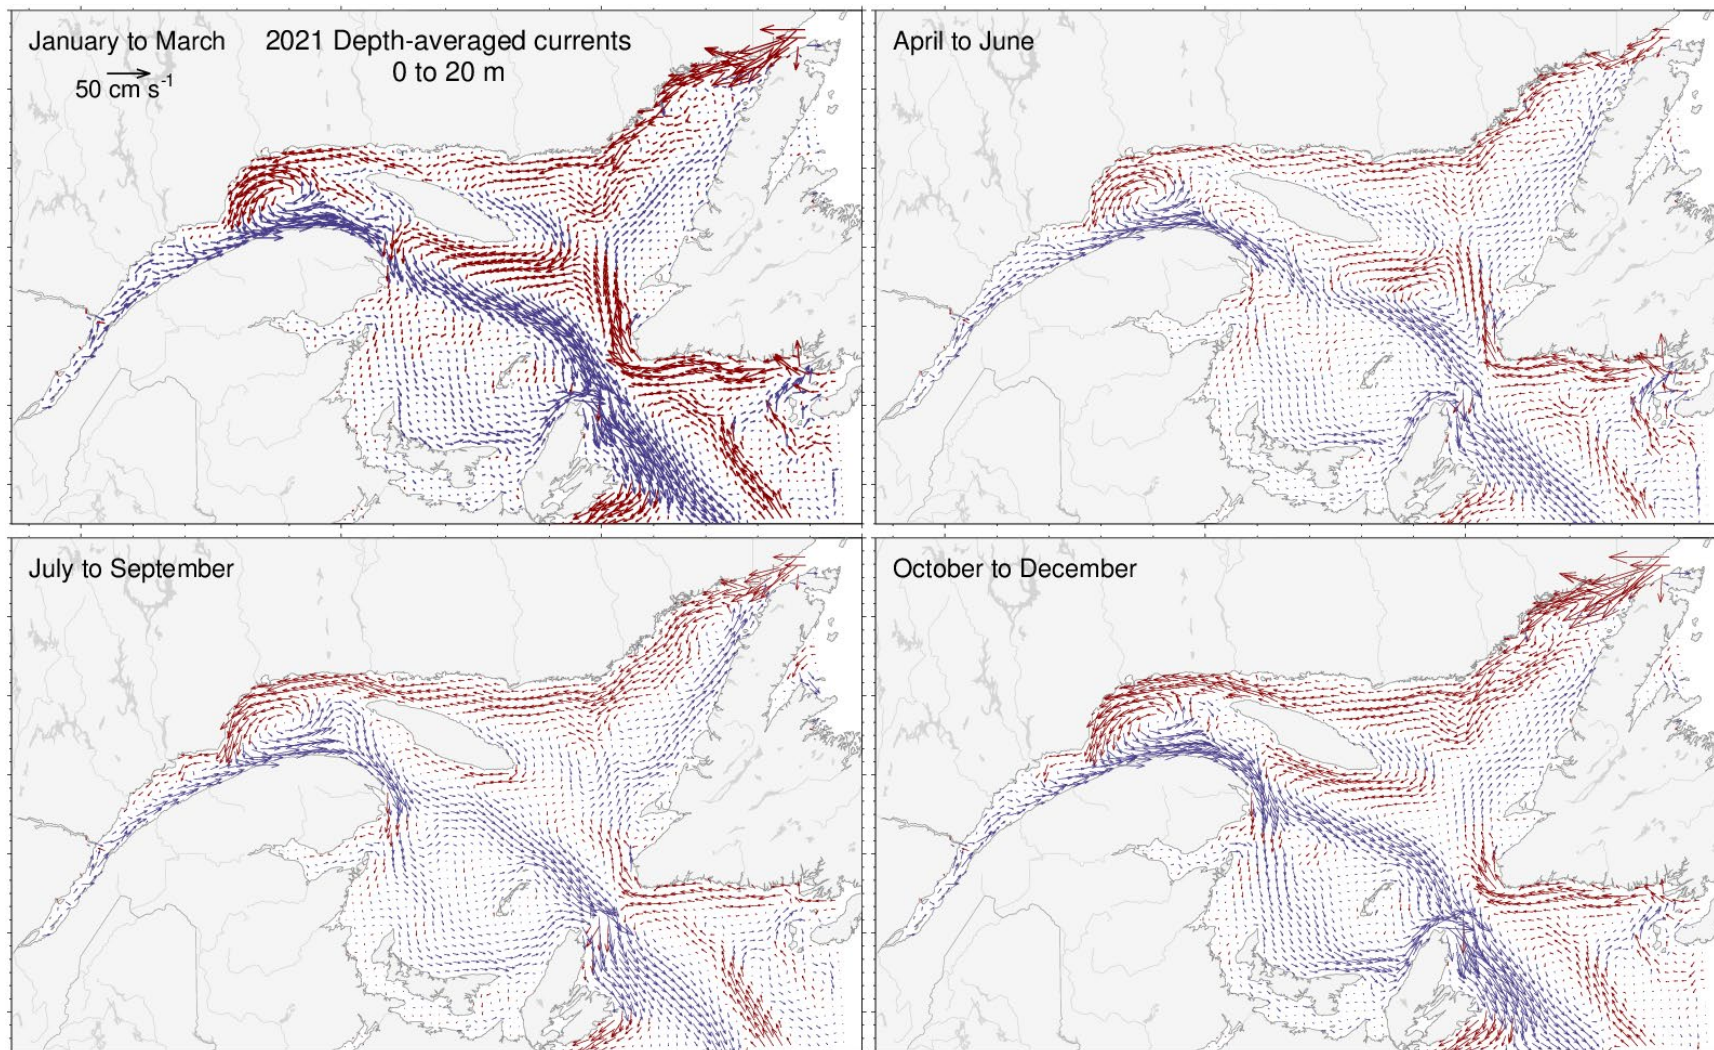 January to March
2021 Depth-averaged currents
0 to 20 m
50 cm s⁻¹
April to June
July to September
October to December